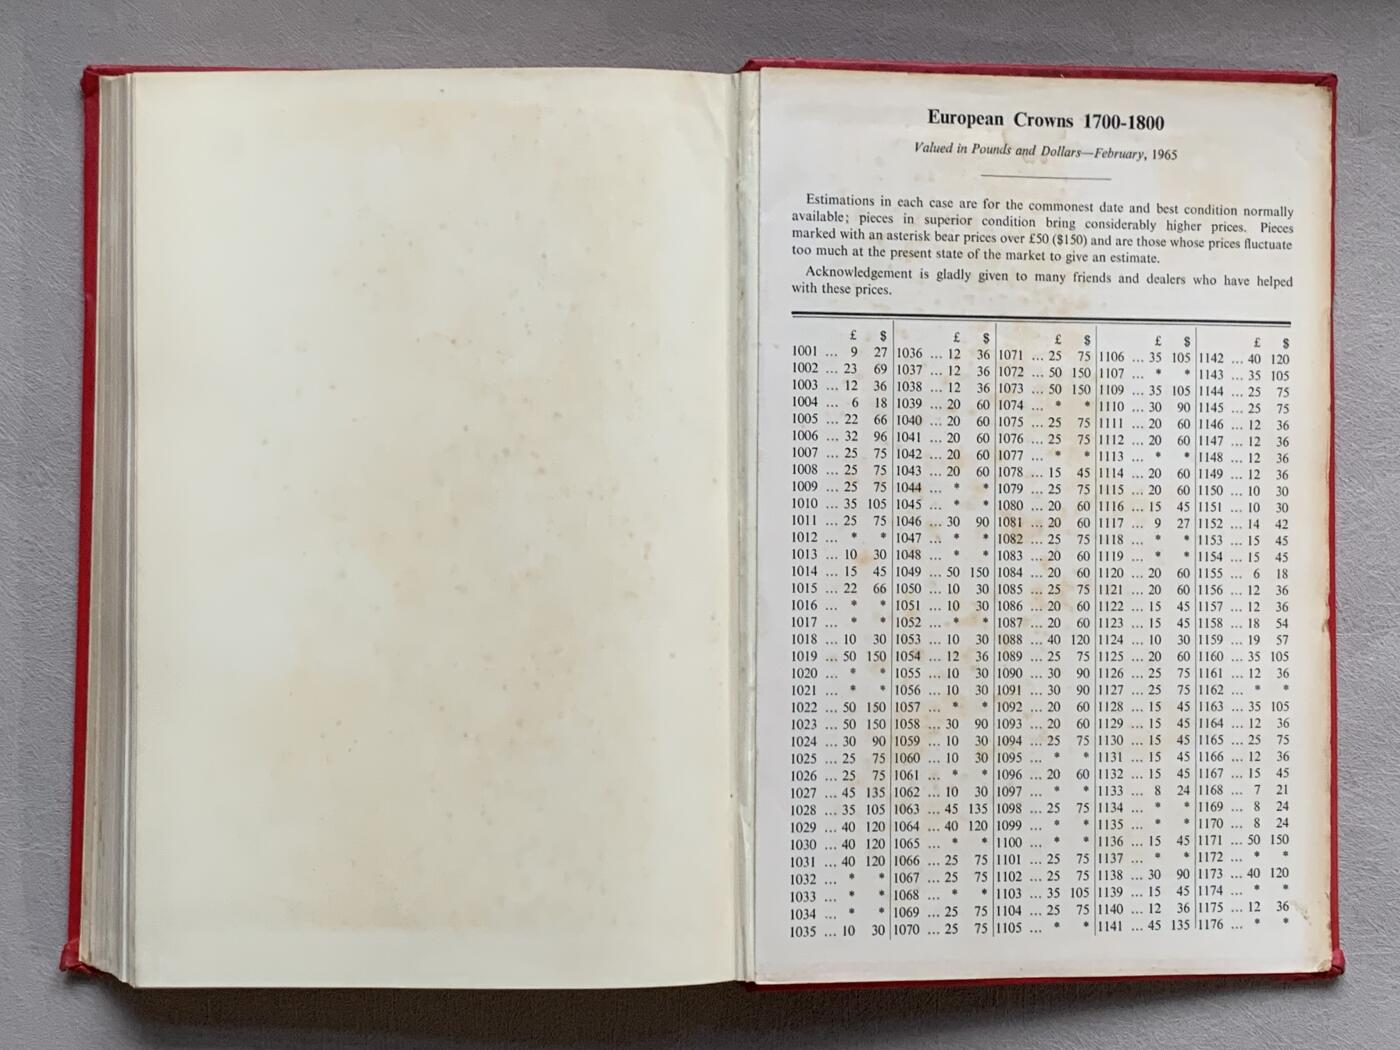 European Crowns 1700-1800
Valued in Pounds and Dollars—February, 1965
Estimations in each case are for the commonest date and best condition normally
available; pieces in superior condition bring considerably higher prices. Pieces
marked with an asterisk bear prices over £50 ($150) and are those whose prices fluctuate
too much at the present state of the market to give an estimate.
Acknowledgement is gladly given to many friends and dealers who have helped
with these prices.
£ $
1001 ... 9 27
1002 ... 23 69
1003 ... 12 36
1004 ... 6 18
1005 ... 22 66
1006 ... 32 96
1007 ... 25 75
1008 ... 25 75
1009 ... 25 75
1010 ... 35 105
1011 ... 25 75
1012 ... * *
1013 ... 10 30
1014 ... 15 45
1015 ... 22 66
1016 ... * *
1017 ... * *
1018 ... 10 30
1019 ... 50 150
1020 ... * *
1021 ... * *
1022 ... 50 150
1023 ... 50 150
1024 ... 30 90
1025 ... 25 75
1026 ... 25 75
1027 ... 45 135
1028 ... 35 105
1029 ... 40 120
1030 ... 40 120
1031 ... 40 120
1032 ... * *
1033 ... * *
1034 ... * *
1035 ... 10 30
£ $
1036 ... 12 36
1037 ... 12 36
1038 ... 12 36
1039 ... 20 60
1040 ... 20 60
1041 ... 20 60
1042 ... 20 60
1043 ... 20 60
1044 ... * *
1045 ... * *
1046 ... 30 90
1047 ... * *
1048 ... * *
1049 ... 50 150
1050 ... 10 30
1051 ... 10 30
1052 ... * *
1053 ... 10 30
1054 ... 12 36
1055 ... 10 30
1056 ... 10 30
1057 ... * *
1058 ... 30 90
1059 ... 10 30
1060 ... 10 30
1061 ... * *
1062 ... 10 30
1063 ... 45 135
1064 ... 40 120
1065 ... * *
1066 ... 25 75
1067 ... 25 75
1068 ... * *
1069 ... 25 75
1070 ... 25 75
£ $
1071 ... 25 75
1072 ... 50 150
1073 ... 50 150
1074 ... * *
1075 ... 25 75
1076 ... 25 75
1077 ... * *
1078 ... 15 45
1079 ... 25 75
1080 ... 20 60
1081 ... 20 60
1082 ... 25 75
1083 ... 20 60
1084 ... 20 60
1085 ... 25 75
1086 ... 20 60
1087 ... 20 60
1088 ... 40 120
1089 ... 25 75
1090 ... 30 90
1091 ... 30 90
1092 ... 20 60
1093 ... 20 60
1094 ... 25 75
1095 ... * *
1096 ... 20 60
1097 ... * *
1098 ... 25 75
1099 ... * *
1100 ... * *
1101 ... 25 75
1102 ... 25 75
1103 ... 35 105
1104 ... 25 75
1105 ... * *
£ $
1106 ... 35 105
1107 ... * *
1109 ... 35 105
1110 ... 30 90
1111 ... 20 60
1112 ... 20 60
1113 ... * *
1114 ... 20 60
1115 ... 20 60
1116 ... 15 45
1117 ... 9 27
1118 ... * *
1119 ... * *
1120 ... 20 60
1121 ... 20 60
1122 ... 15 45
1123 ... 15 45
1124 ... 10 30
1125 ... 20 60
1126 ... 25 75
1127 ... 25 75
1128 ... 15 45
1129 ... 15 45
1130 ... 15 45
1131 ... 15 45
1132 ... 15 45
1133 ... 8 24
1134 ... * *
1135 ... * *
1136 ... 15 45
1137 ... * *
1138 ... 30 90
1139 ... 15 45
1140 ... 12 36
1141 ... 45 135
£ $
1142 ... 40 120
1143 ... 35 105
1144 ... 25 75
1145 ... 25 75
1146 ... 12 36
1147 ... 12 36
1148 ... 12 36
1149 ... 12 36
1150 ... 10 30
1151 ... 10 30
1152 ... 14 42
1153 ... 15 45
1154 ... 15 45
1155 ... 6 18
1156 ... 12 36
1157 ... 12 36
1158 ... 18 54
1159 ... 19 57
1160 ... 35 105
1161 ... 12 36
1162 ... * *
1163 ... 35 105
1164 ... 12 36
1165 ... 25 75
1166 ... 12 36
1167 ... 15 45
1168 ... 7 21
1169 ... 8 24
1170 ... 8 24
1171 ... 50 150
1172 ... * *
1173 ... 40 120
1174 ... * *
1175 ... 12 36
1176 ... * *